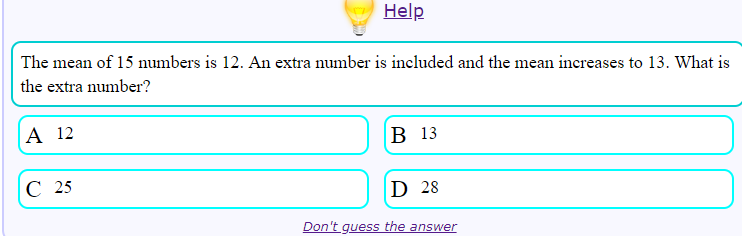 Help
The mean of 15 numbers is 12. An extra number is included and the mean increases to 13. What is
the extra number?
A 12
B 13
C 25
D 28
Don't guess the answer